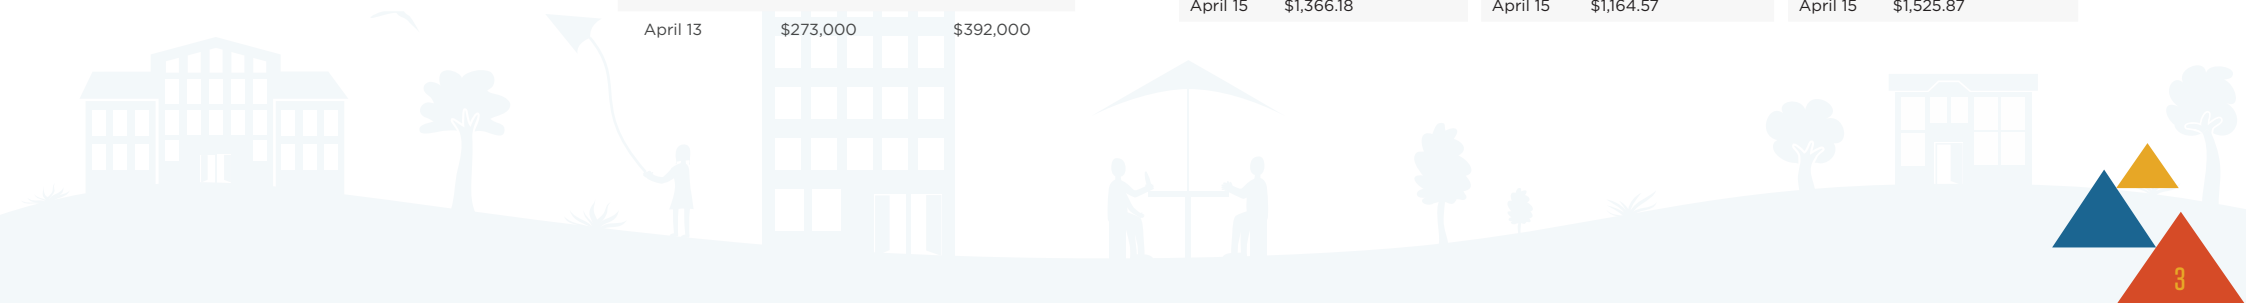 April 15 $1,366.18 April 15 $1,164.57 April 15 $1,525.87
April 13 $273,000 $392,000
3